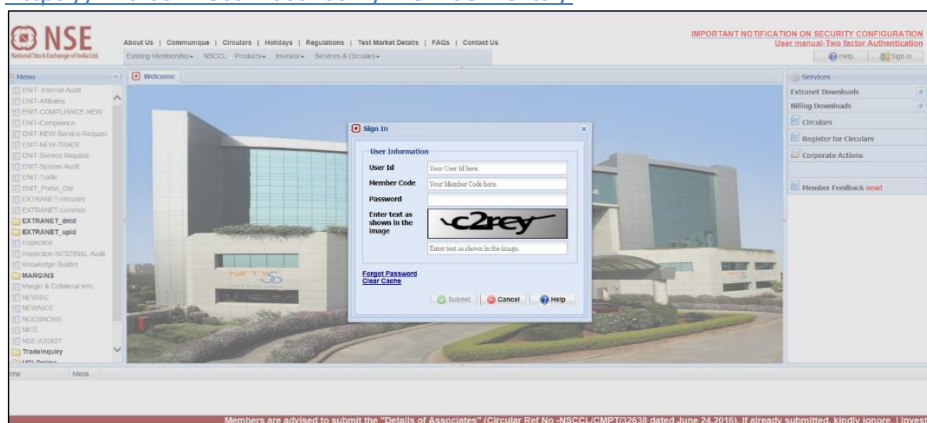 NSE
National Stock Exchange of India Ltd.
About Us | Communique | Circulars | Holidays | Regulations | Test Market Details | FAQs | Contact Us
Existing Membership NSCCL Products Investor Services & Circulars
IMPORTANT NOTIFICATION ON SECURITY CONFIGURATION
User manual-Two factor Authentication
Help Sign In
Menu
ENIT- Internal Audit
ENIT-Affiliates
ENIT-COMPLIANCE-NEW
ENIT-Compliance
ENIT-NEW-Service-Request
ENIT-NEW-TRADE
ENIT-Service Request
ENIT-System Audit
ENIT-Trade
ENIT_Portal_Old
EXTRANET-circulars
EXTRANET-common
EXTRANET_dnld
EXTRANET_upld
Inspection
Inspection INTERNAL Audit
Knowledge Builder
MARGINS
Margin & Collateral Info
NEWISC
NICE
NSE-ASSIST
TradeInquiry
Welcome
NIFTY
Sign In
User Information
User Id
Your User Id here.
Member Code
Your Member Code here.
Password
Enter text as
shown in the
image
Enter text as shown in the image.
Forgot Password
Clear Cache
Submit Cancel Help
Services
Extranet Downloads
Billing Downloads
Circulars
Register for Circulars
Corporate Actions
Member Feedback new!
Mess...
Members are advised to submit the "Details of Associates" (Circular Ref No -NSCCL/CMPT/32638 dated June 24,2016). If already submitted, kindly ignore. | Invest